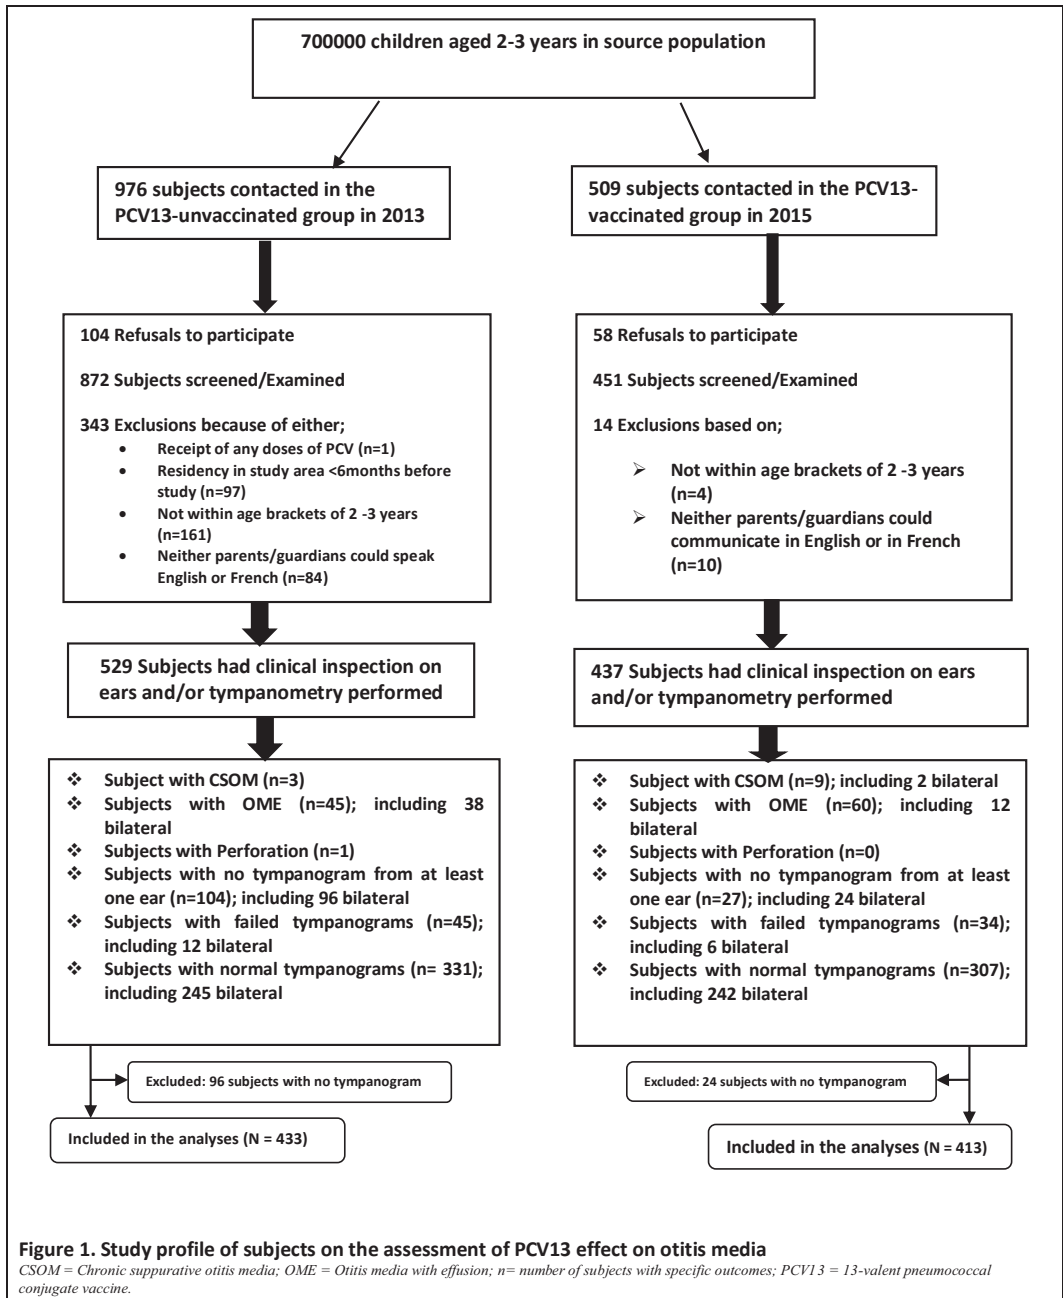 700000 children aged 2-3 years in source population
976 subjects contacted in the
PCV13-unvaccinated group in 2013
509 subjects contacted in the PCV13-
vaccinated group in 2015
104 Refusals to participate
872 Subjects screened/Examined
343 Exclusions because of either;
• Receipt of any doses of PCV (n=1)
• Residency in study area <6months before
study (n=97)
• Not within age brackets of 2 -3 years
(n=161)
• Neither parents/guardians could speak
English or French (n=84)
58 Refusals to participate
451 Subjects screened/Examined
14 Exclusions based on;
➢ Not within age brackets of 2 -3 years
(n=4)
➢ Neither parents/guardians could
communicate in English or in French
(n=10)
529 Subjects had clinical inspection on
ears and/or tympanometry performed
437 Subjects had clinical inspection on ears
and/or tympanometry performed
❖ Subject with CSOM (n=3)
❖ Subjects with OME (n=45); including 38
bilateral
❖ Subjects with Perforation (n=1)
❖ Subjects with no tympanogram from at least
one ear (n=104); including 96 bilateral
❖ Subjects with failed tympanograms (n=45);
including 12 bilateral
❖ Subjects with normal tympanograms (n= 331);
including 245 bilateral
❖ Subject with CSOM (n=9); including 2 bilateral
❖ Subjects with OME (n=60); including 12
bilateral
❖ Subjects with Perforation (n=0)
❖ Subjects with no tympanogram from at least
one ear (n=27); including 24 bilateral
❖ Subjects with failed tympanograms (n=34);
including 6 bilateral
❖ Subjects with normal tympanograms (n=307);
including 242 bilateral
Excluded: 96 subjects with no tympanogram
Excluded: 24 subjects with no tympanogram
Included in the analyses (N = 433)
Included in the analyses (N = 413)
Figure 1. Study profile of subjects on the assessment of PCV13 effect on otitis media
CSOM = Chronic suppurative otitis media; OME = Otitis media with effusion; n= number of subjects with specific outcomes; PCV13 = 13-valent pneumococcal
conjugate vaccine.